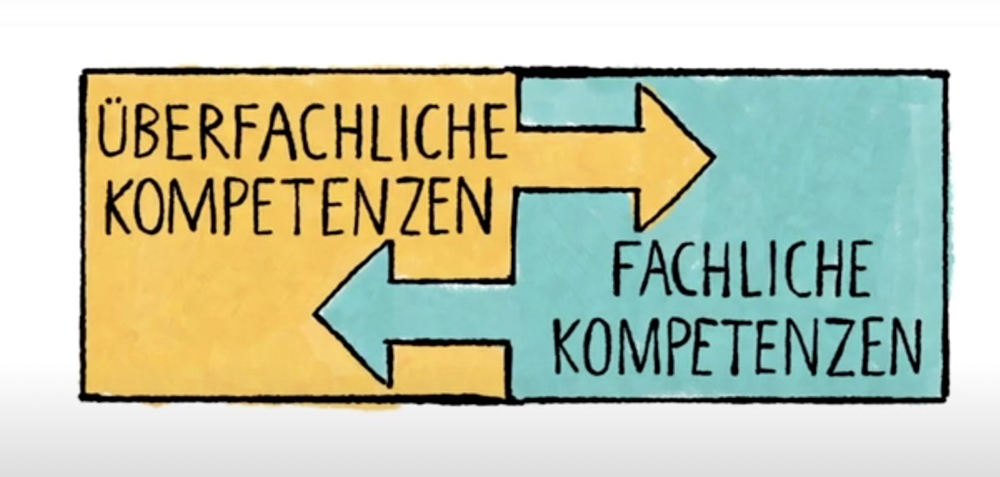 ÜBERFACHLICHE
KOMPETENZEN
FACHLICHE
KOMPETENZEN